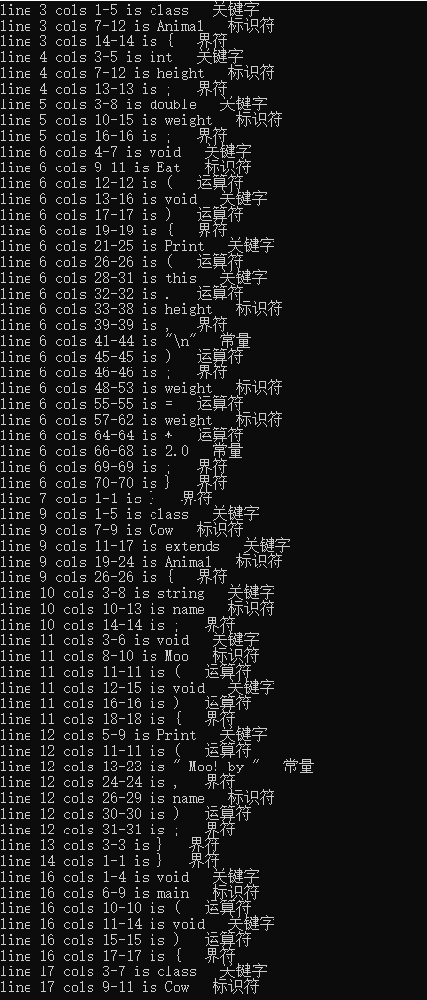 line 3 cols 1-5 is class   关键字
line 3 cols 7-12 is Animal   标识符
line 3 cols 14-14 is {   界符
line 4 cols 3-5 is int   关键字
line 4 cols 7-12 is height   标识符
line 4 cols 13-13 is ;   界符
line 5 cols 3-8 is double   关键字
line 5 cols 10-15 is weight   标识符
line 5 cols 16-16 is ;   界符
line 6 cols 4-7 is void   关键字
line 6 cols 9-11 is Eat   标识符
line 6 cols 12-12 is (   运算符
line 6 cols 13-16 is void   关键字
line 6 cols 17-17 is )   运算符
line 6 cols 19-19 is {   界符
line 6 cols 21-25 is Print   关键字
line 6 cols 26-26 is (   运算符
line 6 cols 28-31 is this   关键字
line 6 cols 32-32 is .   运算符
line 6 cols 33-38 is height   标识符
line 6 cols 39-39 is ,   界符
line 6 cols 41-44 is "\n"   常量
line 6 cols 45-45 is )   运算符
line 6 cols 46-46 is ;   界符
line 6 cols 48-53 is weight   标识符
line 6 cols 55-55 is =   运算符
line 6 cols 57-62 is weight   标识符
line 6 cols 64-64 is *   运算符
line 6 cols 66-68 is 2.0   常量
line 6 cols 69-69 is ;   界符
line 6 cols 70-70 is }   界符
line 7 cols 1-1 is }   界符
line 9 cols 1-5 is class   关键字
line 9 cols 7-9 is Cow   标识符
line 9 cols 11-17 is extends   关键字
line 9 cols 19-24 is Animal   标识符
line 9 cols 26-26 is {   界符
line 10 cols 3-8 is string   关键字
line 10 cols 10-13 is name   标识符
line 10 cols 14-14 is ;   界符
line 11 cols 3-6 is void   关键字
line 11 cols 8-10 is Moo   标识符
line 11 cols 11-11 is (   运算符
line 11 cols 12-15 is void   关键字
line 11 cols 16-16 is )   运算符
line 11 cols 18-18 is {   界符
line 12 cols 5-9 is Print   关键字
line 12 cols 11-11 is (   运算符
line 12 cols 13-23 is " Moo! by "   常量
line 12 cols 24-24 is ,   界符
line 12 cols 26-29 is name   标识符
line 12 cols 30-30 is )   运算符
line 12 cols 31-31 is ;   界符
line 13 cols 3-3 is }   界符
line 14 cols 1-1 is }   界符
line 16 cols 1-4 is void   关键字
line 16 cols 6-9 is main   标识符
line 16 cols 10-10 is (   运算符
line 16 cols 11-14 is void   关键字
line 16 cols 15-15 is )   运算符
line 16 cols 17-17 is {   界符
line 17 cols 3-7 is class   关键字
line 17 cols 9-11 is Cow   标识符